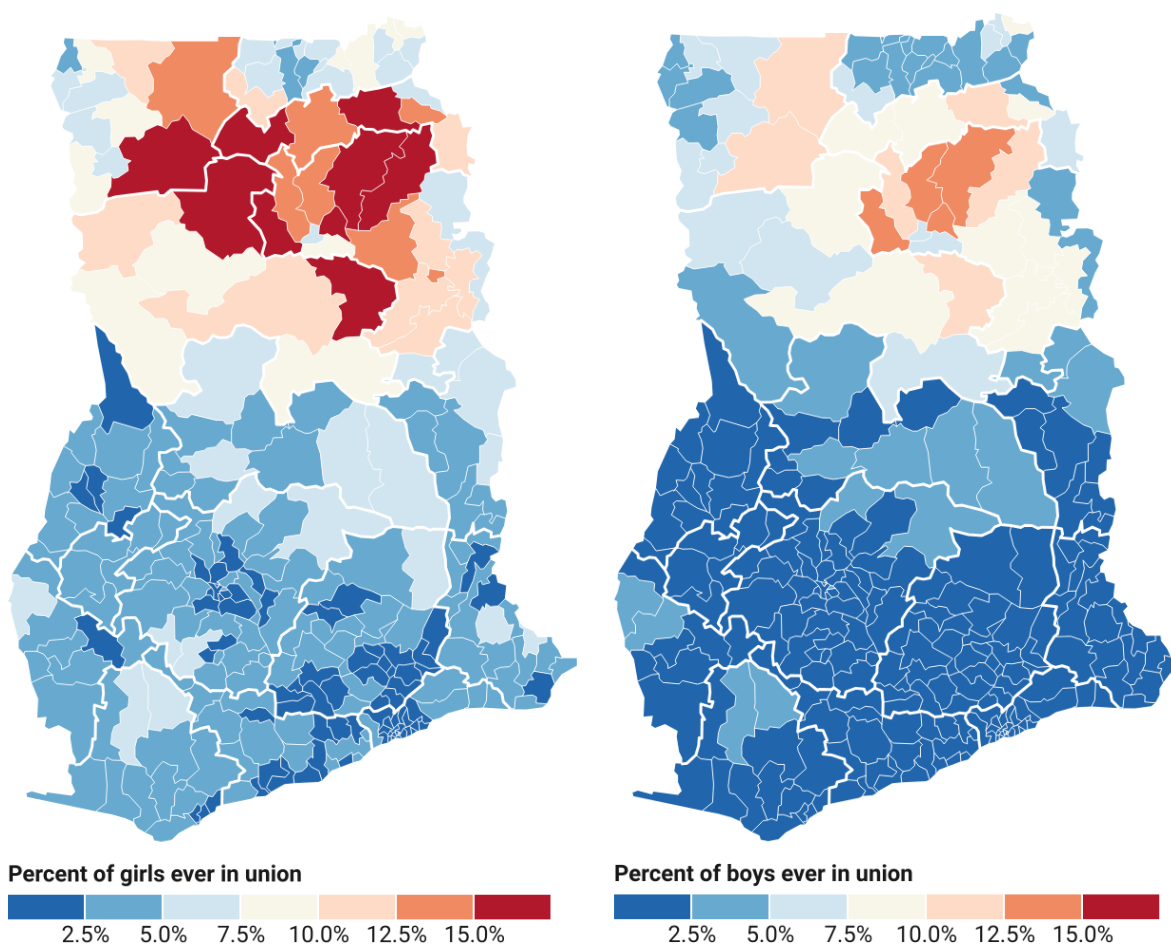 Percent of girls ever in union
2.5% 5.0% 7.5% 10.0% 12.5% 15.0%
Percent of boys ever in union
2.5% 5.0% 7.5% 10.0% 12.5% 15.0%